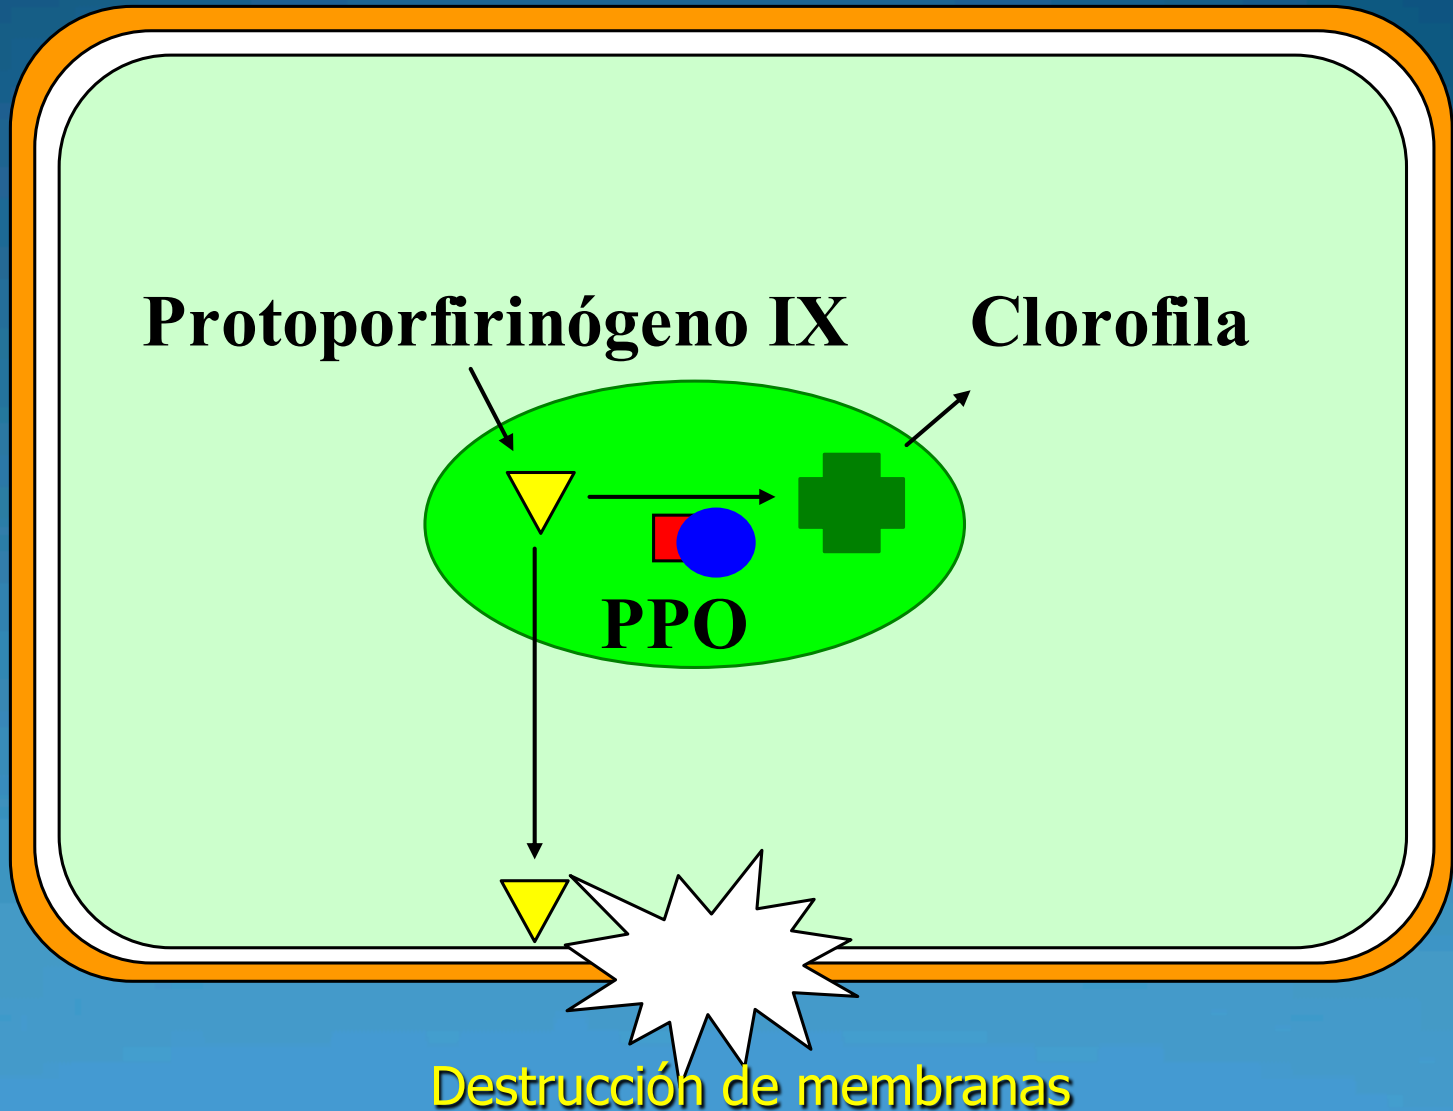 Protoporfirinógeno IX Clorofila
PPO
Destrucción de membranas